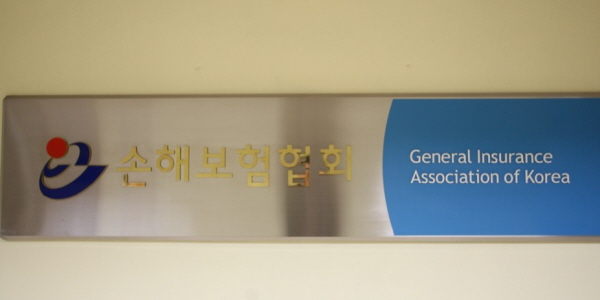 손해보험협회
General Insurance
Association of Korea